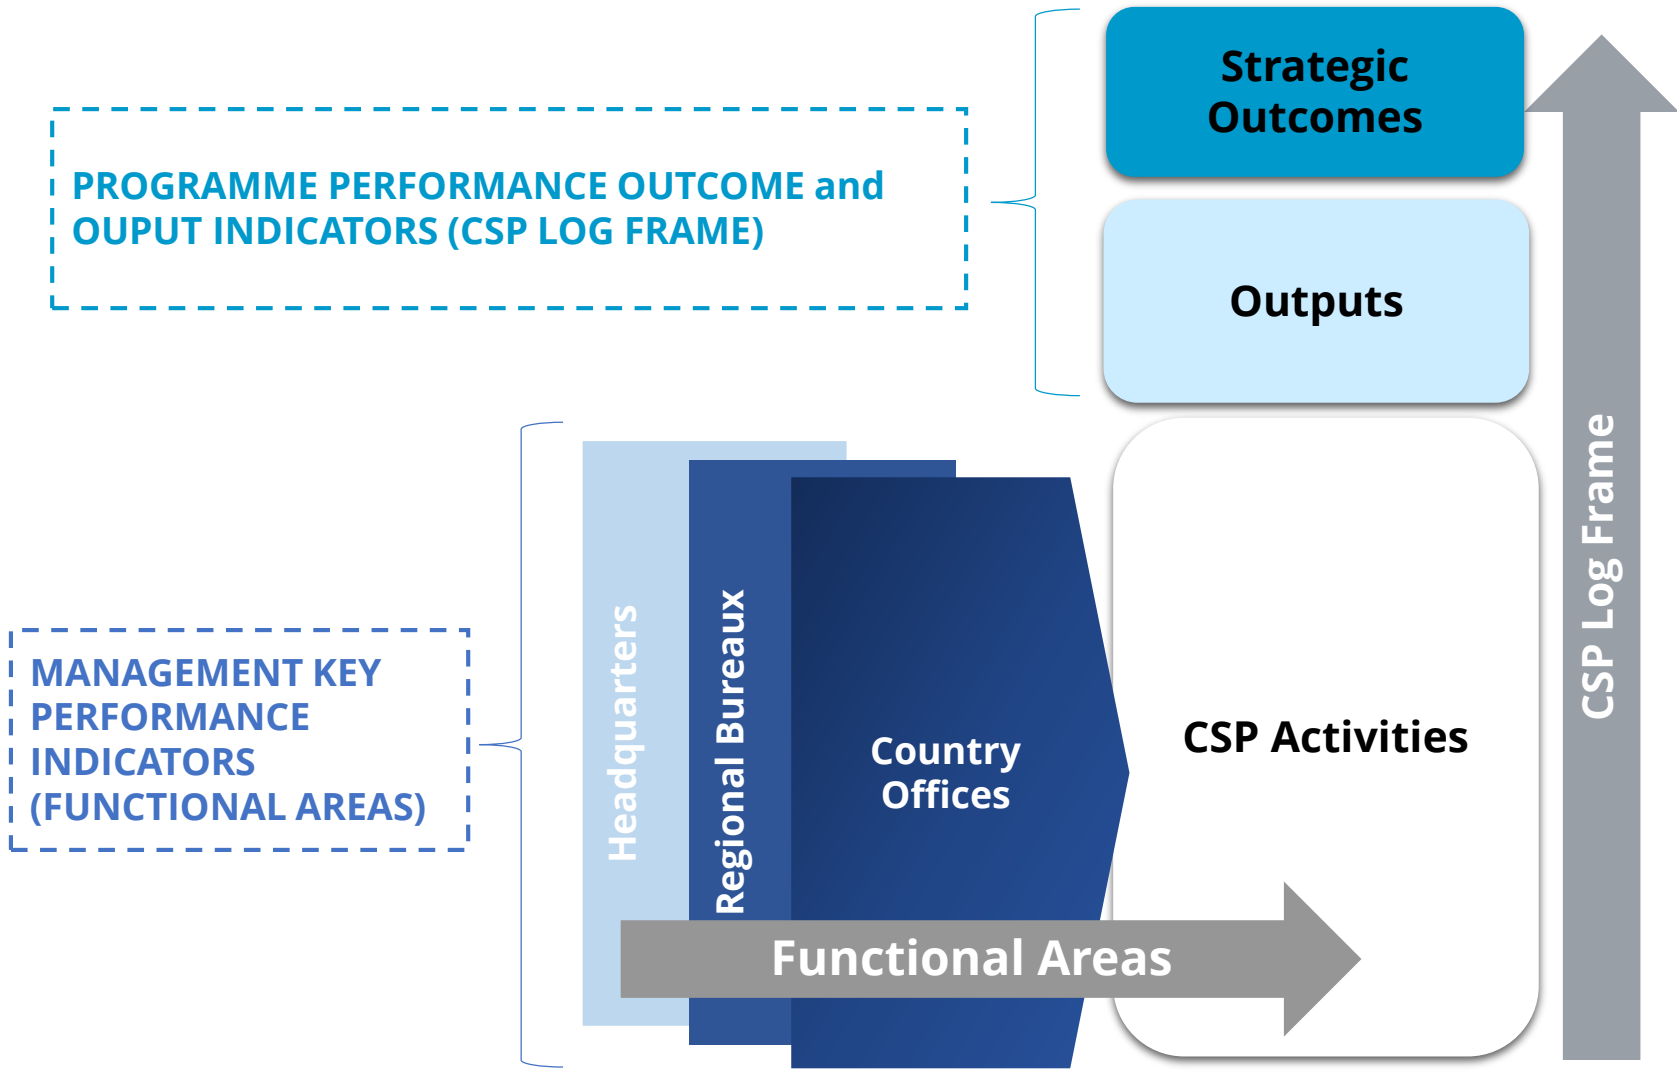 Strategic
Outcomes
PROGRAMME PERFORMANCE OUTCOME and
OUPUT INDICATORS (CSP LOG FRAME)
Outputs
CSP Log Frame
MANAGEMENT KEY
PERFORMANCE
INDICATORS
(FUNCTIONAL AREAS)
Headquarters
Regional Bureaux
Country
Offices
CSP Activities
Functional Areas